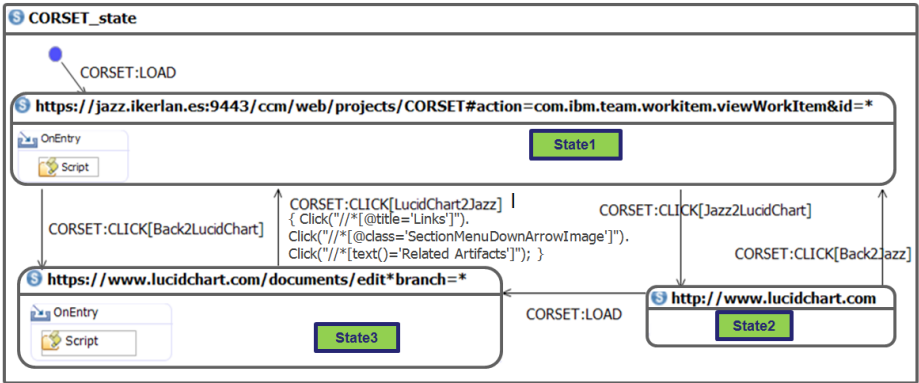 CORSET_state
CORSET:LOAD
https://jazz.ikerlan.es:9443/ccm/web/projects/CORSET#action=com.ibm.team.workitem.viewWorkItem&id=*
OnEntry
Script
State1
CORSET:CLICK[Back2LucidChart]
CORSET:CLICK[LucidChart2Jazz] |
{ Click("//*[@title='Links']").
Click("//*[@class='SectionMenuDownArrowImage']").
Click("//*[text()='Related Artifacts']"); }
CORSET:CLICK[Jazz2LucidChart]
CORSET:CLICK[Back2Jazz]
https://www.lucidchart.com/documents/edit*branch=*
OnEntry
Script
State3
CORSET:LOAD
http://www.lucidchart.com
State2